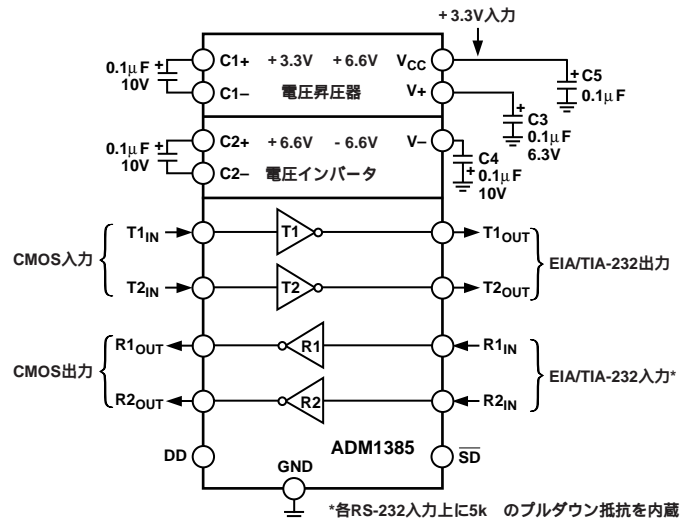 +3.3V入力
0.1μF
10V
C1+ +3.3V +6.6V VCC
C1– 電圧昇圧器 V+
C5
0.1μF
C3
0.1μF
6.3V
0.1μF
10V
C2+ +6.6V -6.6V V–
C2– 電圧インバータ
C4
0.1μF
10V
CMOS入力
T1IN T1 T1OUT
T2IN T2 T2OUT
EIA/TIA-232出力
CMOS出力
R1OUT R1 R1IN
R2OUT R2 R2IN
EIA/TIA-232入力*
DD ADM1385 SD
GND
*各RS-232入力上に5k のプルダウン抵抗を内蔵